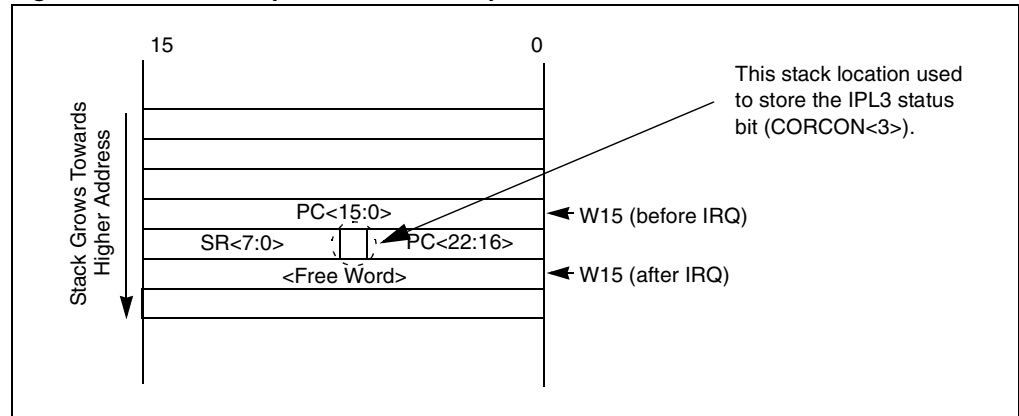 15
0
This stack location used
to store the IPL3 status
bit (CORCON<3>).
Stack Grows Towards
Higher Address
PC<15:0>
W15 (before IRQ)
SR<7:0>
PC<22:16>
<Free Word>
W15 (after IRQ)